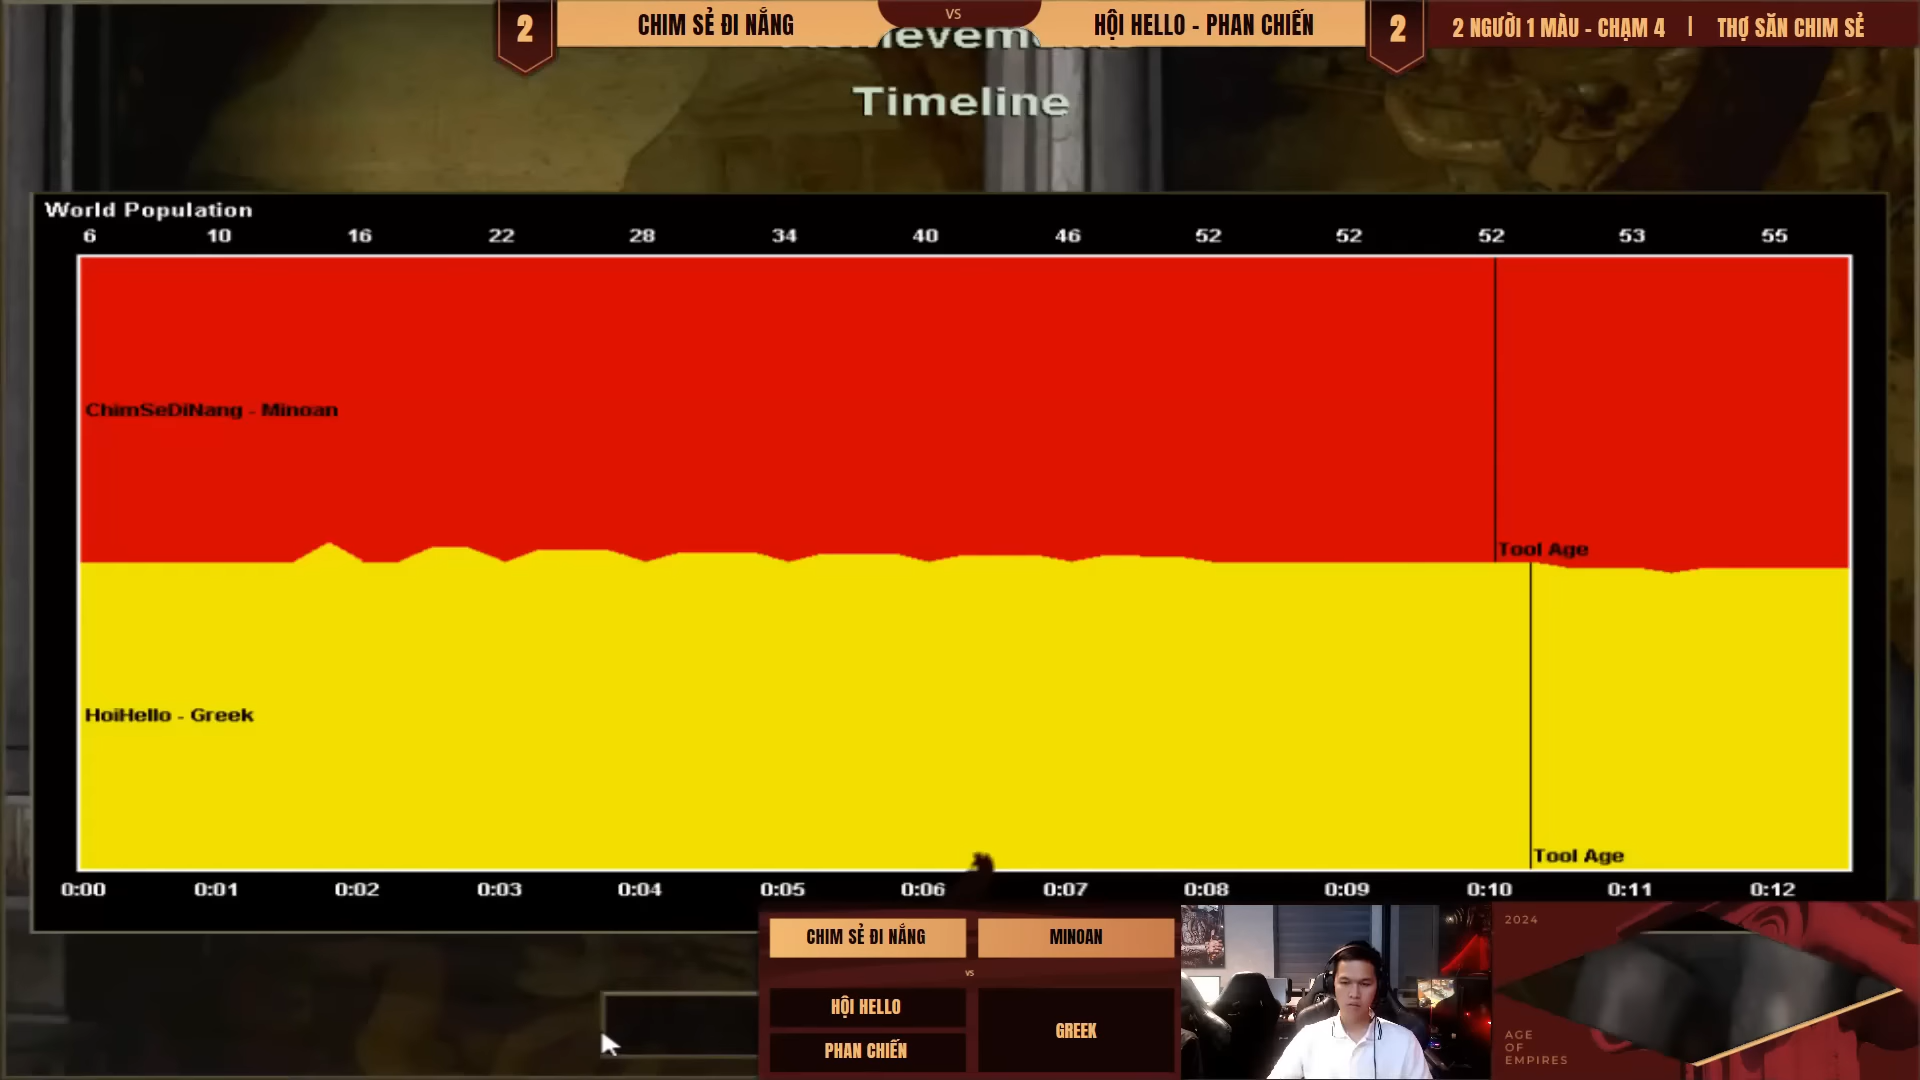 2
CHIM SẺ ĐI NẮNG
VS
HỘI HELLO - PHAN CHIẾN
2
2 NGƯỜI 1 MÀU - CHẠM 4 | THỢ SĂN CHIM SẺ
Timeline
World Population
6 10 16 22 28 34 40 46 52 52 52 53 55
ChimSeDiNang - Minoan
Tool Age
HoiHello - Greek
Tool Age
0:00 0:01 0:02 0:03 0:04 0:05 0:06 0:07 0:08 0:09 0:10 0:11 0:12
CHIM SẺ ĐI NẮNG MINOAN
VS
HỘI HELLO
PHAN CHIẾN
GREEK
2024
AGE
OF
EMPIRES